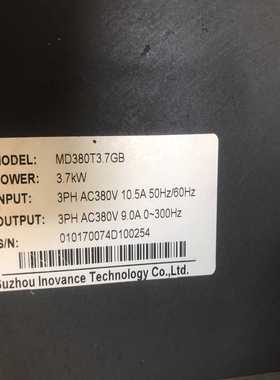 MODEL: MD380T3.7GB
POWER: 3.7kW
INPUT: 3PH AC380V 10.5A 50Hz/60Hz
OUTPUT: 3PH AC380V 9.0A 0~300Hz
S/N: 010170074D100254
Suzhou Inovance Technology Co.,Ltd.